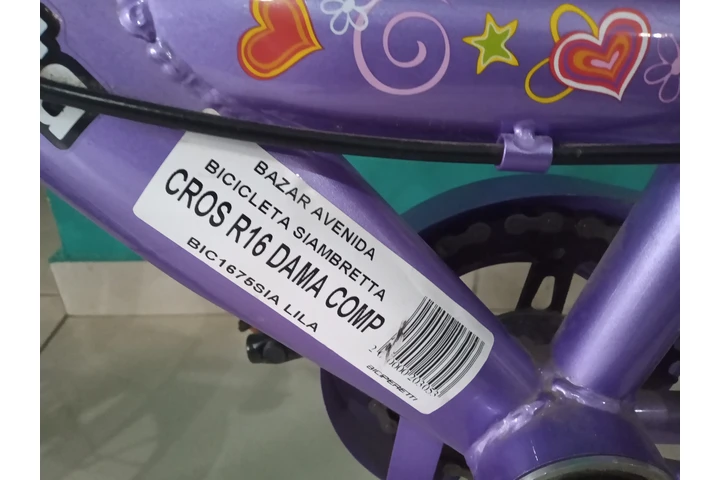 BAZAR AVENIDA
BICICLETA SIAMBRETTA
CROS R16 DAMA COMP
BIC1675SIA LILA